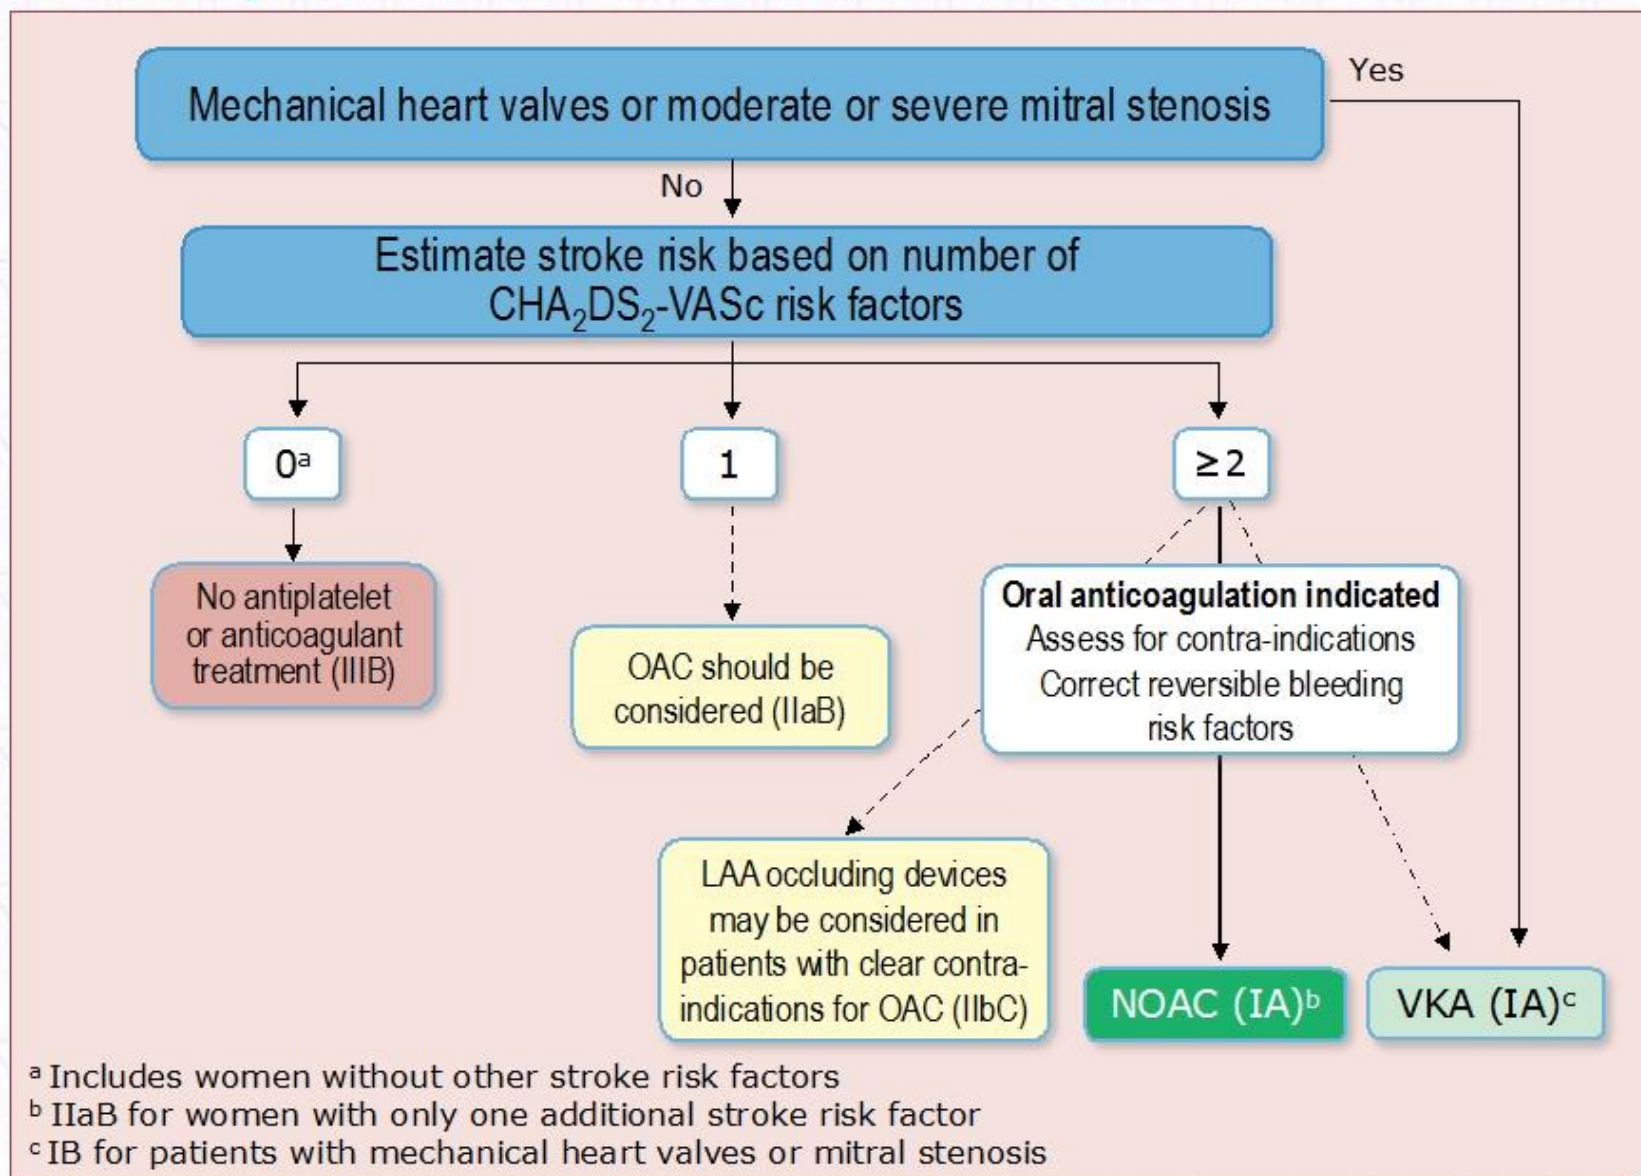 Mechanical heart valves or moderate or severe mitral stenosis
Yes
No
Estimate stroke risk based on number of
CHA₂DS₂-VASc risk factors
0ᵃ
1
≥2
No antiplatelet
or anticoagulant
treatment (IIIB)
OAC should be
considered (IIaB)
Oral anticoagulation indicated
Assess for contra-indications
Correct reversible bleeding
risk factors
LAA occluding devices
may be considered in
patients with clear contra-
indications for OAC (IIbC)
NOAC (IA)ᵇ
VKA (IA)ᶜ
ᵃ Includes women without other stroke risk factors
ᵇ IIaB for women with only one additional stroke risk factor
ᶜ IB for patients with mechanical heart valves or mitral stenosis